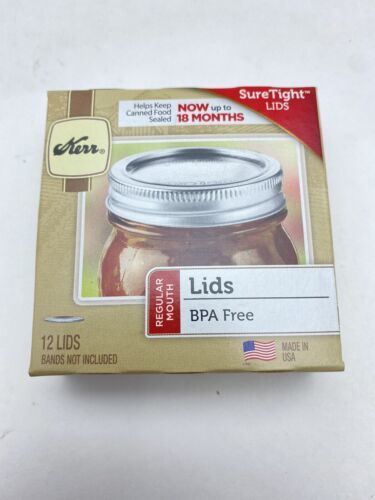 SureTight™
LIDS
Helps Keep
Canned Food
Sealed
NOW up to
18 MONTHS
Kerr®
REGULAR
MOUTH
Lids
BPA Free
12 LIDS
BANDS NOT INCLUDED
MADE IN
USA